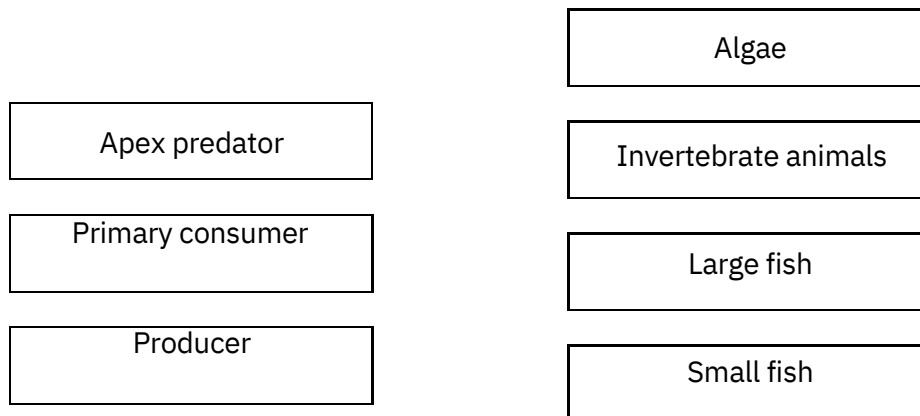 Apex predator
Primary consumer
Producer
Algae
Invertebrate animals
Large fish
Small fish